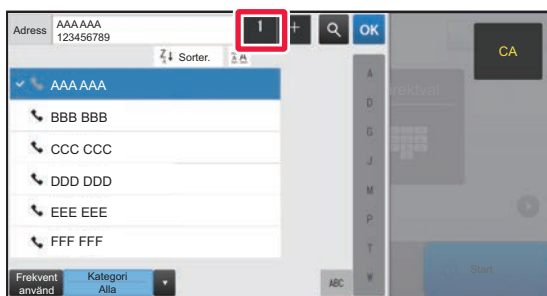 Adress
AAA AAA
123456789
1
+
OK
CA
Sorter.
AAA AAA
BBB BBB
CCC CCC
DDD DDD
EEE EEE
FFF FFF
A
D
G
J
M
P
T
W
ABC
Frekvent
använd
Kategori
Alla
rektval
Start